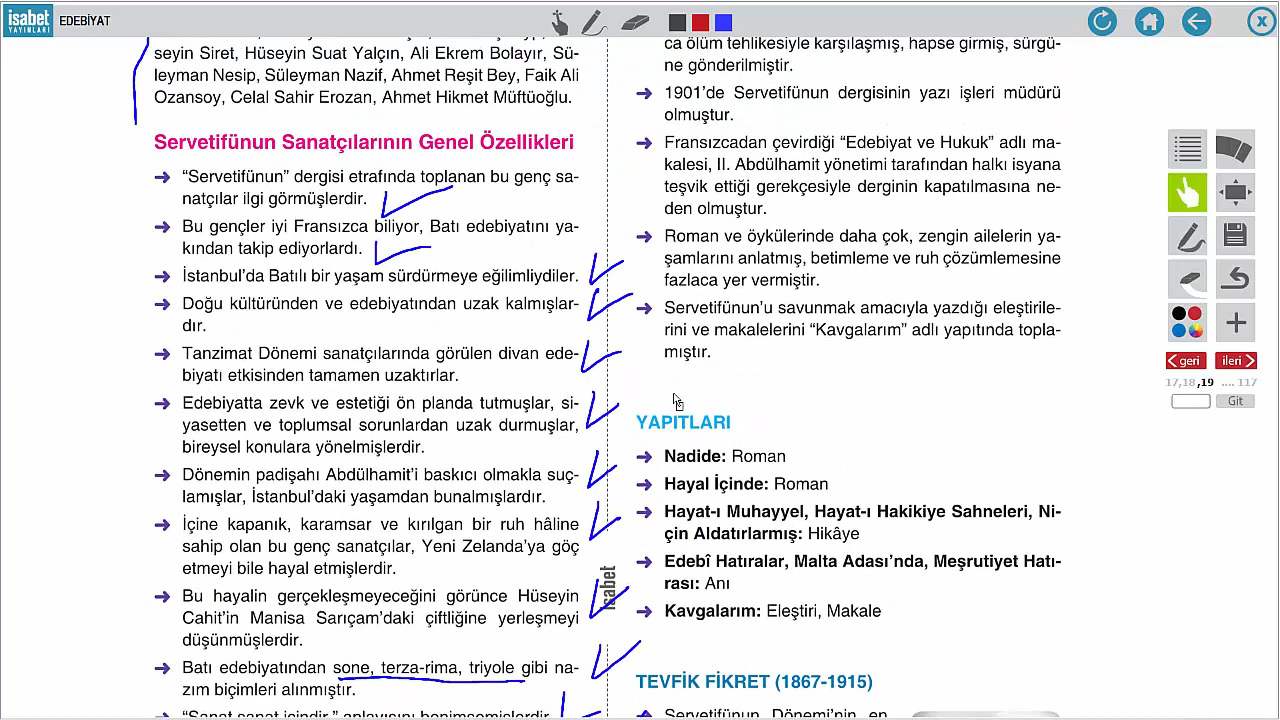 isabet
YAYINLARI
EDEBİYAT
seyin Siret, Hüseyin Suat Yalçın, Ali Ekrem Bolayır, Sü-
leyman Nesip, Süleyman Nazif, Ahmet Reşit Bey, Faik Ali
Ozansoy, Celal Sahir Erozan, Ahmet Hikmet Müftüoğlu.
Servetifünun Sanatçılarının Genel Özellikleri
➔ “Servetifünun” dergisi etrafında toplanan bu genç sa-
natçılar ilgi görmüşlerdir.
➔ Bu gençler iyi Fransızca biliyor, Batı edebiyatını ya-
kından takip ediyorlardı.
➔ İstanbul’da Batılı bir yaşam sürdürmeye eğilimliydiler.
➔ Doğu kültüründen ve edebiyatından uzak kalmışlar-
dır.
➔ Tanzimat Dönemi sanatçılarında görülen divan ede-
biyatı etkisinden tamamen uzaktırlar.
➔ Edebiyatta zevk ve estetiği ön planda tutmuşlar, si-
yasetten ve toplumsal sorunlardan uzak durmuşlar,
bireysel konulara yönelmişlerdir.
➔ Dönemin padişahı Abdülhamit’i baskıcı olmakla suç-
lamışlar, İstanbul’daki yaşamdan bunalmışlardır.
➔ İçine kapanık, karamsar ve kırılgan bir ruh hâline
sahip olan bu genç sanatçılar, Yeni Zelanda’ya göç
etmeyi bile hayal etmişlerdir.
➔ Bu hayalin gerçekleşmeyeceğini görünce Hüseyin
Cahit’in Manisa Sarıçam’daki çiftliğine yerleşmeyi
düşünmüşlerdir.
➔ Batı edebiyatından sone, terza-rima, triyole gibi na-
zım biçimleri alınmıştır.
“Sanat sanat içindir.” anlayışını benimsemişlerdir.
isabet
ca ölüm tehlikesiyle karşılaşmış, hapse girmiş, sürgü-
ne gönderilmiştir.
➔ 1901’de Servetifünun dergisinin yazı işleri müdürü
olmuştur.
➔ Fransızcadan çevirdiği “Edebiyat ve Hukuk” adlı ma-
kalesi, II. Abdülhamit yönetimi tarafından halkı isyana
teşvik ettiği gerekçesiyle derginin kapatılmasına ne-
den olmuştur.
➔ Roman ve öykülerinde daha çok, zengin ailelerin ya-
şamlarını anlatmış, betimleme ve ruh çözümlemesine
fazlaca yer vermiştir.
➔ Servetifünun’u savunmak amacıyla yazdığı eleştirile-
rini ve makalelerini “Kavgalarım” adlı yapıtında topla-
mıştır.
YAPITLARI
➔ Nadide: Roman
➔ Hayal İçinde: Roman
➔ Hayat-ı Muhayyel, Hayat-ı Hakikiye Sahneleri, Ni-
çin Aldatırlarmış: Hikâye
➔ Edebî Hatıralar, Malta Adası’nda, Meşrutiyet Hatı-
rası: Anı
➔ Kavgalarım: Eleştiri, Makale
TEVFİK FİKRET (1867-1915)
➔ Servetifünun Dönemi’nin en
geri
ileri
17,18,19 .... 117
Git